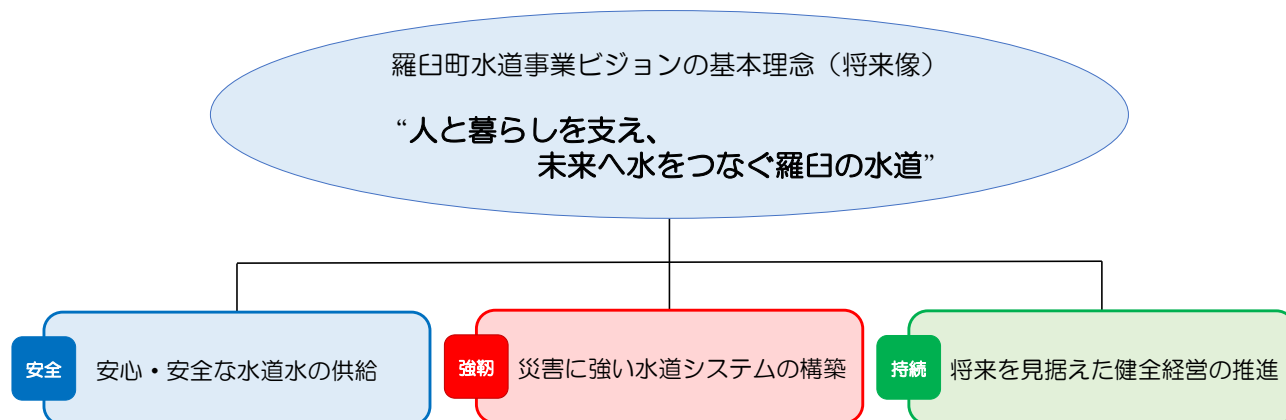 羅臼町水道事業ビジョンの基本理念（将来像）
“人と暮らしを支え、
未来へ水をつなぐ羅臼の水道”
安全
安心・安全な水道水の供給
強靭
災害に強い水道システムの構築
持続
将来を見据えた健全経営の推進